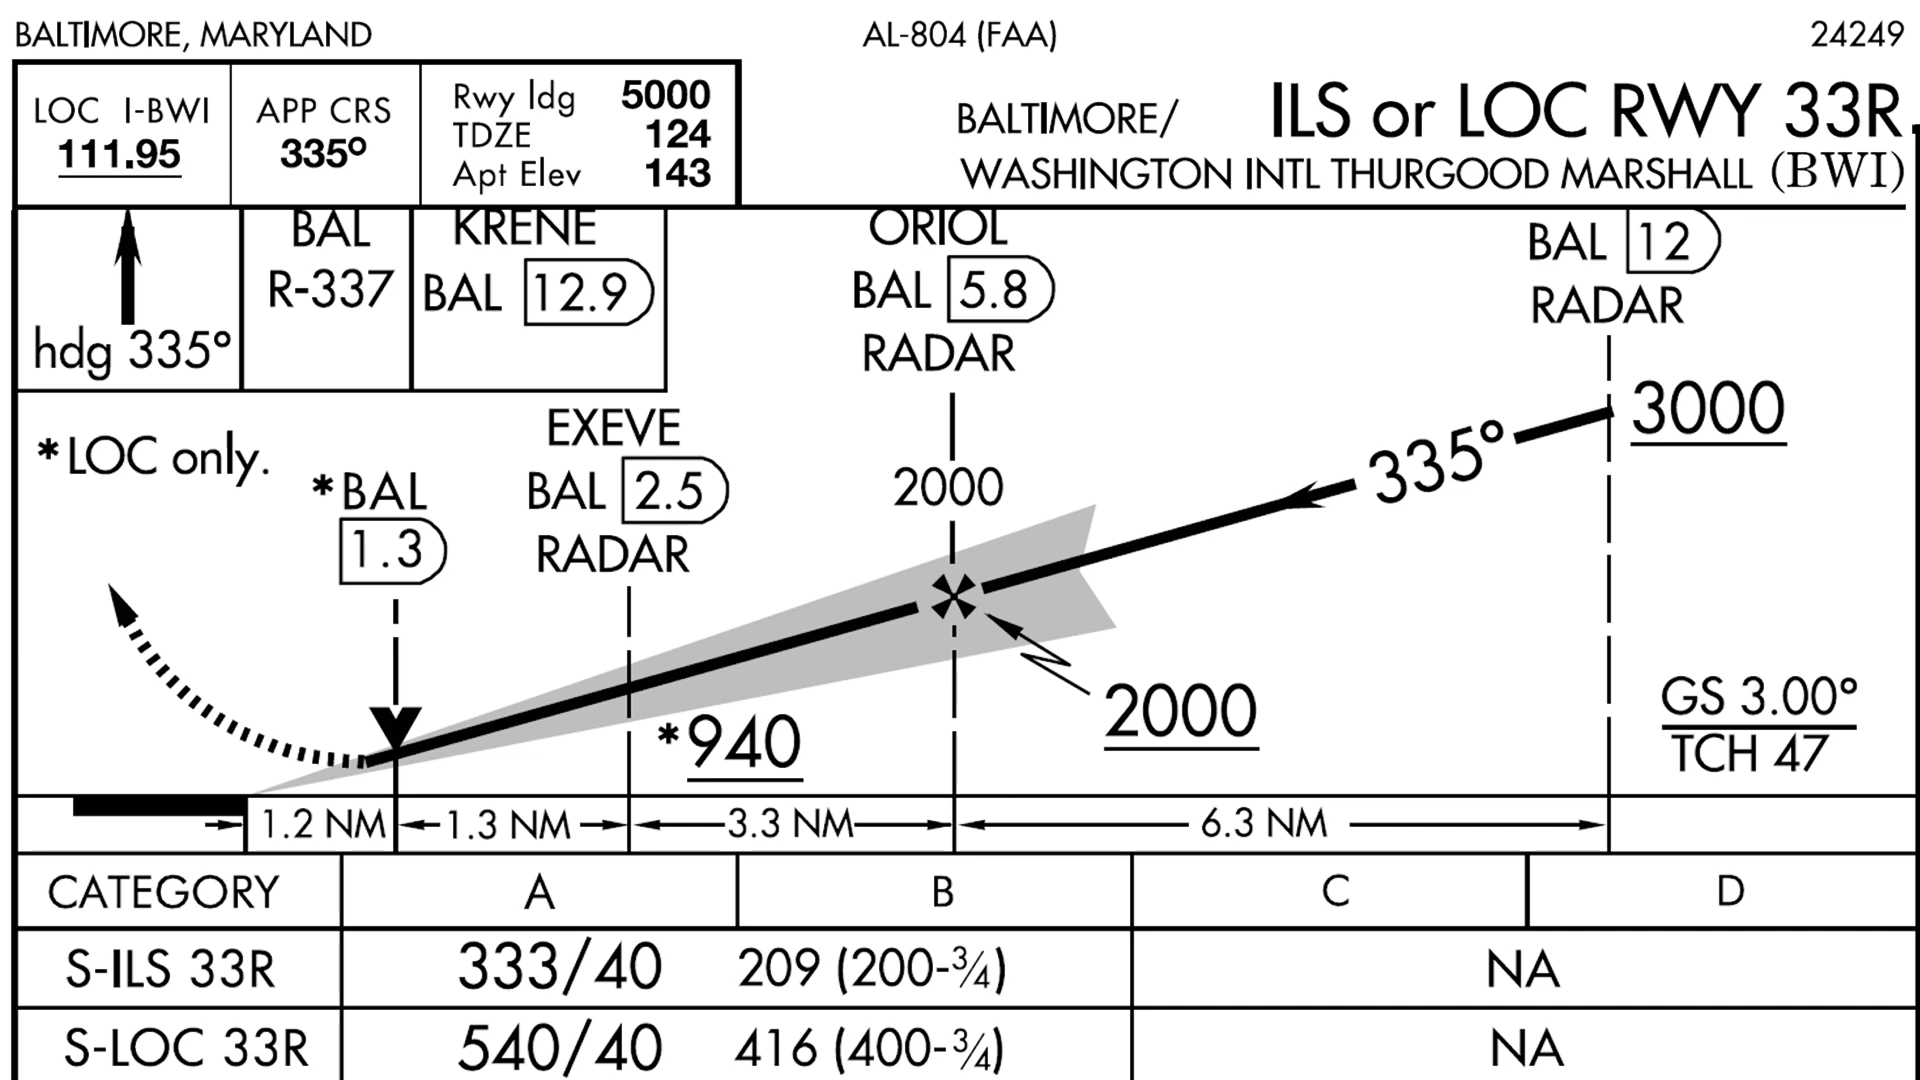 BALTIMORE, MARYLAND
AL-804 (FAA)
24249
LOC I-BWI
111.95
APP CRS
335°
Rwy ldg 5000
TDZE 124
Apt Elev 143
BALTIMORE/
WASHINGTON INTL THURGOOD MARSHALL (BWI)
ILS or LOC RWY 33R
hdg 335°
BAL
R-337
KRENE
BAL 12.9
ORIOL
BAL 5.8
RADAR
BAL 12
RADAR
*LOC only.
*BAL
1.3
EXEVE
BAL 2.5
RADAR
2000
335°
3000
*940
2000
GS 3.00°
TCH 47
1.2 NM
1.3 NM
3.3 NM
6.3 NM
CATEGORY A B C D
S-ILS 33R 333/40 209 (200-¾) NA
S-LOC 33R 540/40 416 (400-¾) NA